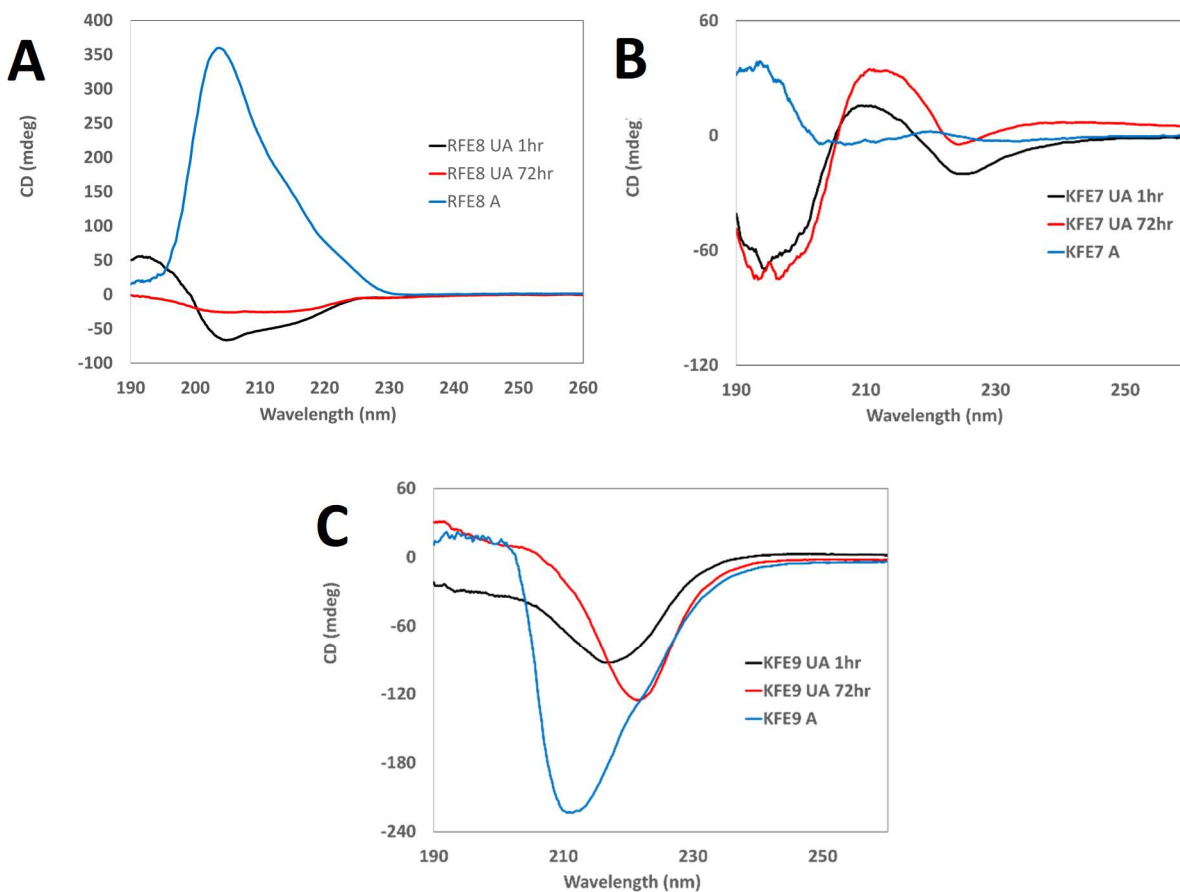 A
CD (mdeg)
400
350
300
250
200
150
100
50
0
-50
-100
190 200 210 220 230 240 250 260
Wavelength (nm)
RFE8 UA 1hr
RFE8 UA 72hr
RFE8 A
B
CD (mdeg)
60
0
-60
-120
190 210 230 250
Wavelength (nm)
KFE7 UA 1hr
KFE7 UA 72hr
KFE7 A
C
CD (mdeg)
60
0
-60
-120
-180
-240
190 210 230 250
Wavelength (nm)
KFE9 UA 1hr
KFE9 UA 72hr
KFE9 A